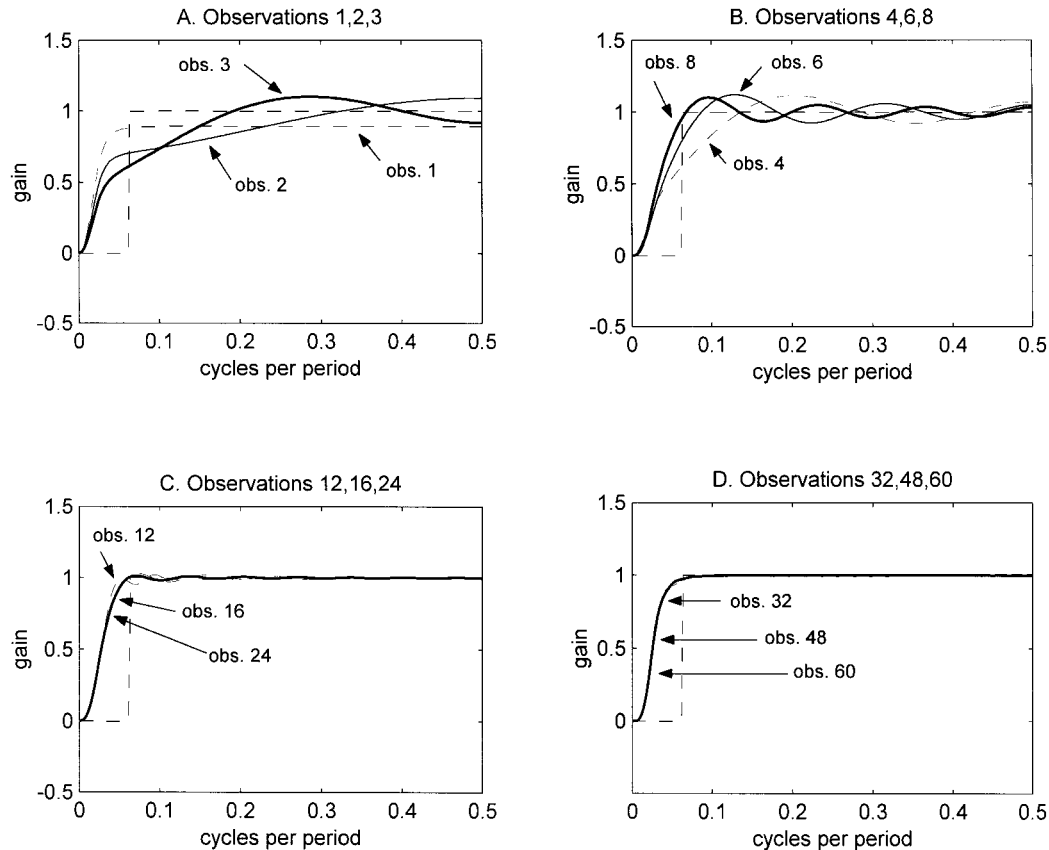 A. Observations 1,2,3
1.5
1
0.5
0
-0.5
gain
obs. 3
obs. 1
obs. 2
0 0.1 0.2 0.3 0.4 0.5
cycles per period
B. Observations 4,6,8
1.5
1
0.5
0
-0.5
gain
obs. 8
obs. 6
obs. 4
0 0.1 0.2 0.3 0.4 0.5
cycles per period
C. Observations 12,16,24
1.5
1
0.5
0
-0.5
gain
obs. 12
obs. 16
obs. 24
0 0.1 0.2 0.3 0.4 0.5
cycles per period
D. Observations 32,48,60
1.5
1
0.5
0
gain
obs. 32
obs. 48
obs. 60
0 0.1 0.2 0.3 0.4 0.5
cycles per period